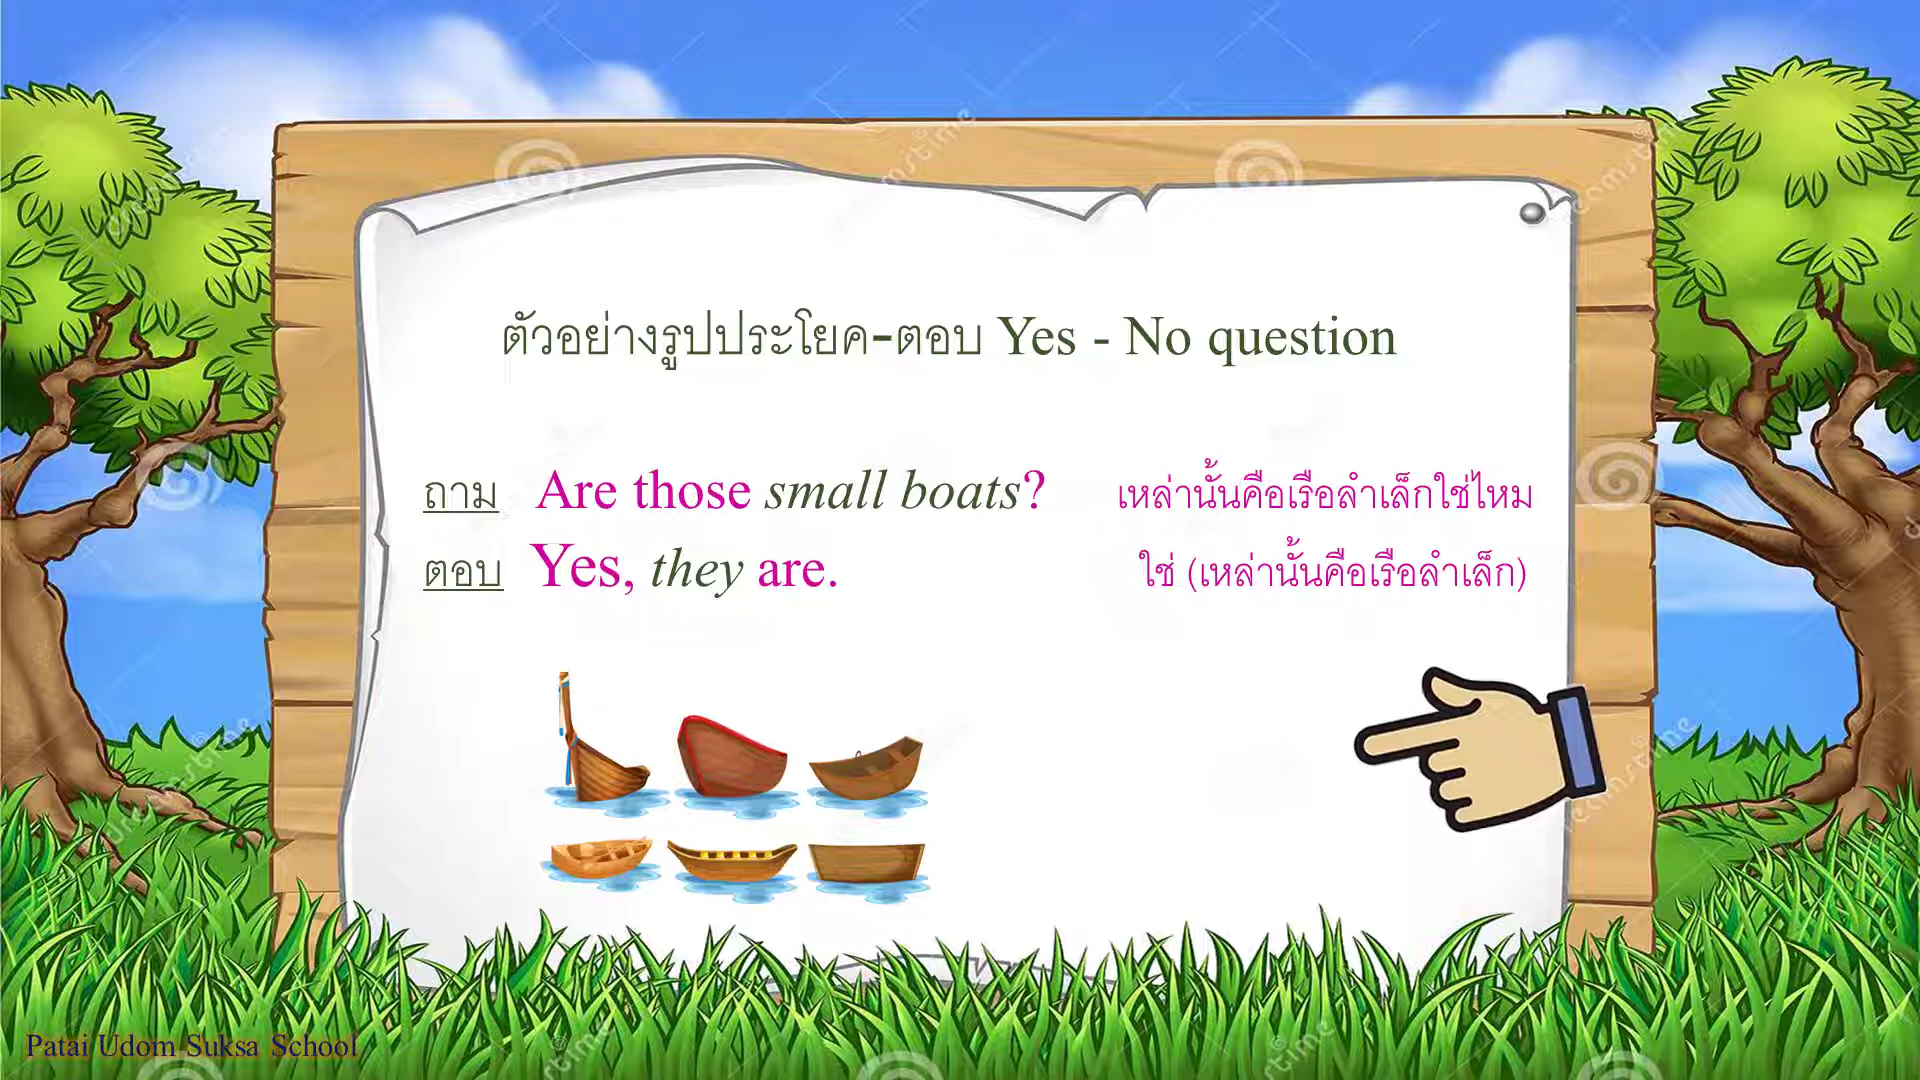 ตัวอย่างรูปประโยค-ตอบ Yes - No question
ถาม Are those small boats? เหล่านั้นคือเรือลำเล็กใช่ไหม
ตอบ Yes, they are. ใช่ (เหล่านั้นคือเรือลำเล็ก)
Patai Udom Suksa School